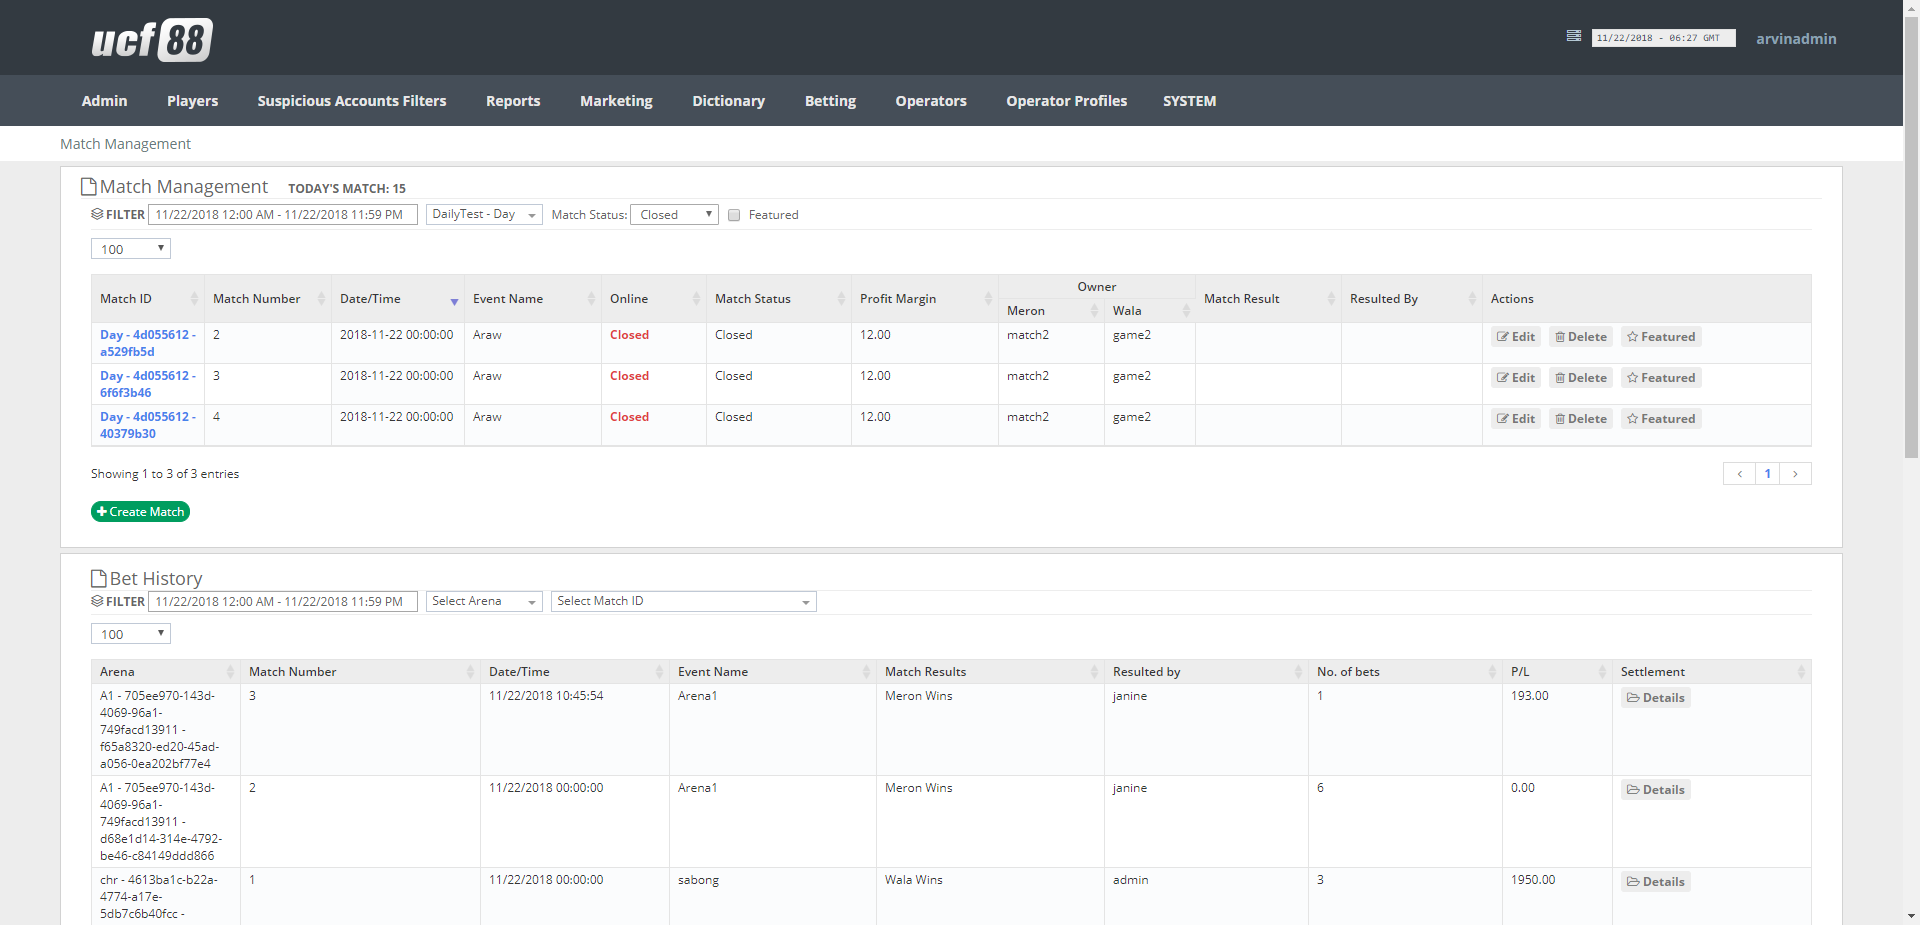 ucf88
11/22/2018 - 06:27 GMT
arvinadmin
Admin Players Suspicious Accounts Filters Reports Marketing Dictionary Betting Operators Operator Profiles SYSTEM
Match Management
Match Management TODAY'S MATCH: 15
FILTER 11/22/2018 12:00 AM - 11/22/2018 11:59 PM DailyTest - Day Match Status: Closed Featured
100
Owner
Match ID Match Number Date/Time Event Name Online Match Status Profit Margin Match Result Resulted By Actions
Meron Wala
Day - 4d055612 - 2 2018-11-22 00:00:00 Araw Closed Closed 12.00 match2 game2 Edit Delete Featured
a529fb5d
Day - 4d055612 - 3 2018-11-22 00:00:00 Araw Closed Closed 12.00 match2 game2 Edit Delete Featured
6f6f3b46
Day - 4d055612 - 4 2018-11-22 00:00:00 Araw Closed Closed 12.00 match2 game2 Edit Delete Featured
40379b30
Showing 1 to 3 of 3 entries ‹ 1 ›
Create Match
Bet History
FILTER 11/22/2018 12:00 AM - 11/22/2018 11:59 PM Select Arena Select Match ID
100
Arena Match Number Date/Time Event Name Match Results Resulted by No. of bets P/L Settlement
A1 - 705ee970-143d- 3 11/22/2018 10:45:54 Arena1 Meron Wins janine 1 193.00 Details
4069-96a1-
749facd13911 -
f65a8320-ed20-45ad-
a056-0ea202bf77e4
A1 - 705ee970-143d- 2 11/22/2018 00:00:00 Arena1 Meron Wins janine 6 0.00 Details
4069-96a1-
749facd13911 -
d68e1d14-314e-4792-
be46-c84149ddd866
chr - 4613ba1c-b22a- 1 11/22/2018 00:00:00 sabong Wala Wins admin 3 1950.00 Details
4774-a17e-
5db7c6b40fcc -